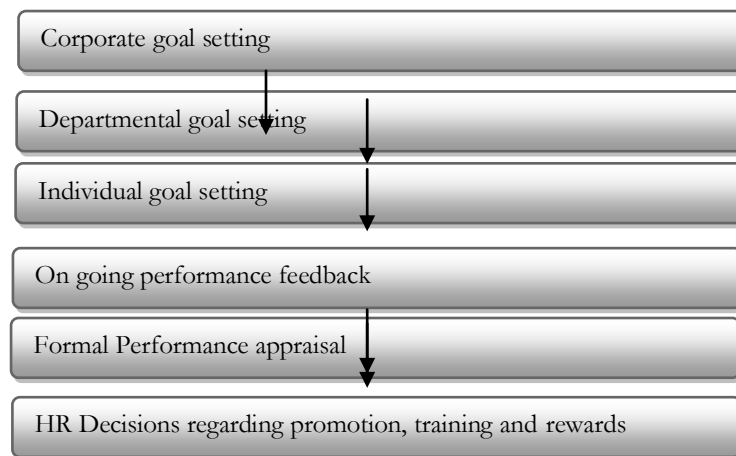 Corporate goal setting
Departmental goal setting
Individual goal setting
On going performance feedback
Formal Performance appraisal
HR Decisions regarding promotion, training and rewards